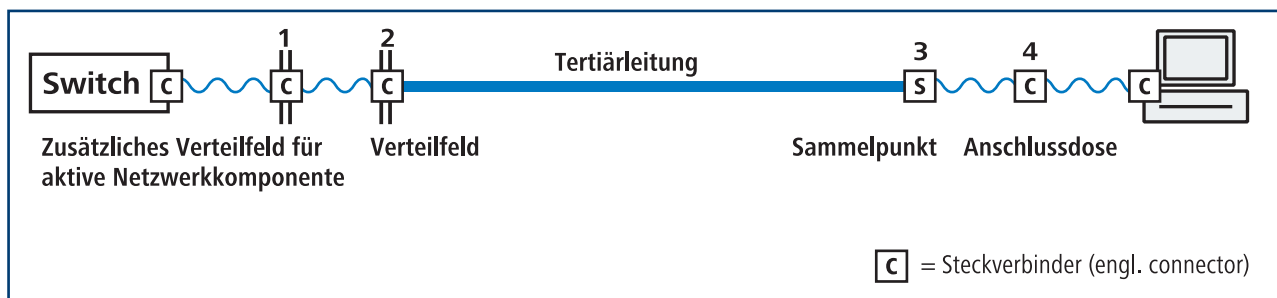 1
2
3
4
Tertiärleitung
Switch
C
C
C
S
C
C
Zusätzliches Verteilfeld für
aktive Netzwerkkomponente
Verteilfeld
Sammelpunkt
Anschlussdose
C = Steckverbinder (engl. connector)